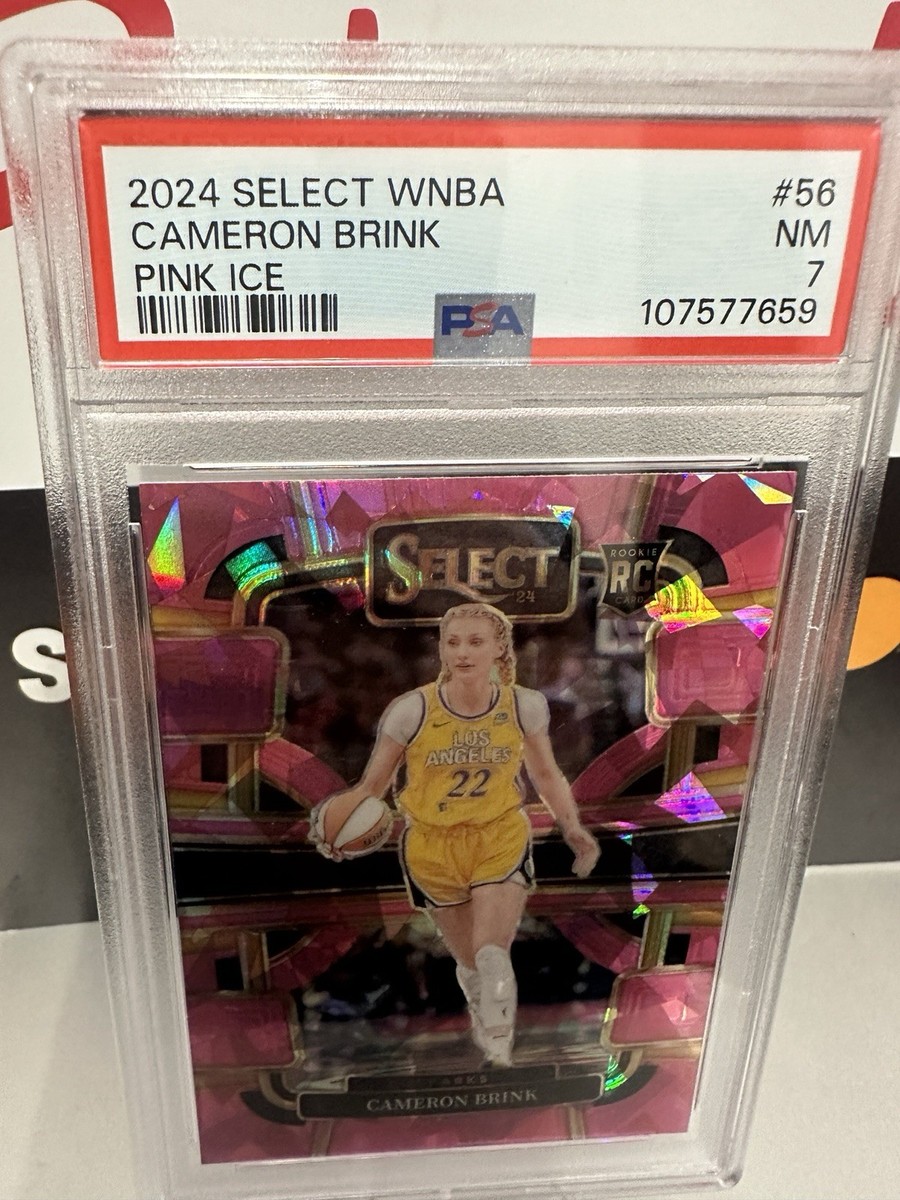 2024 SELECT WNBA #56
CAMERON BRINK NM
PINK ICE 7
PSA 107577659
SELECT
'24
ROOKIE
RC
CARD
LOS
ANGELES
22
CAMERON BRINK
S